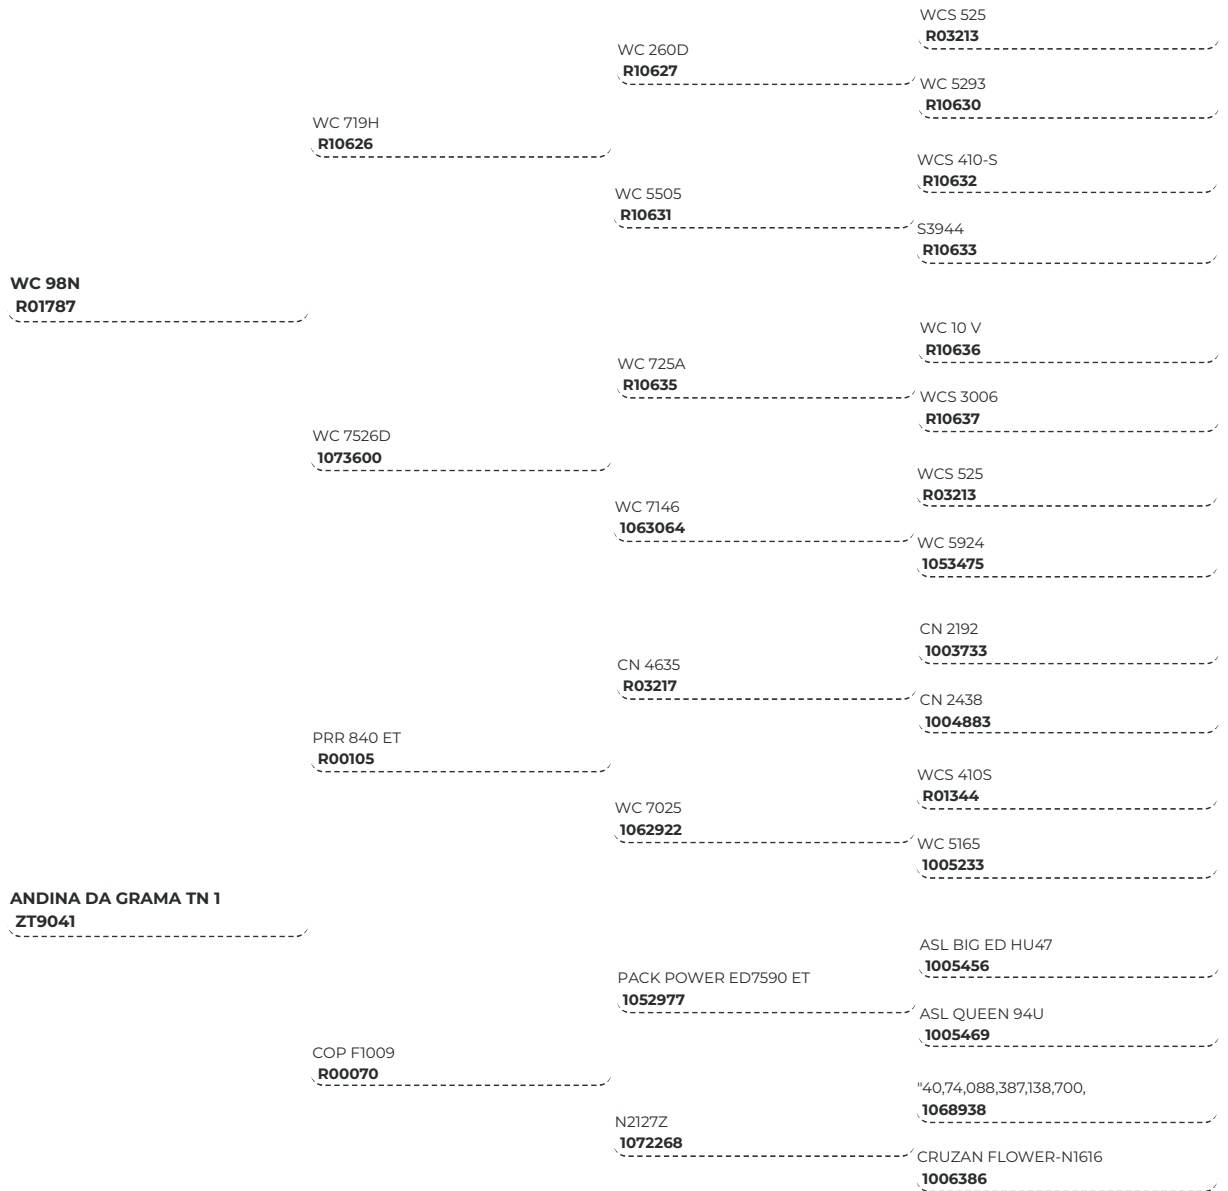 WCS 525
R03213
WC 260D
R10627
WC 5293
R10630
WC 719H
R10626
WCS 410-S
R10632
WC 5505
R10631
S3944
R10633
WC 98N
R01787
WC 10 V
R10636
WC 725A
R10635
WCS 3006
R10637
WC 7526D
1073600
WCS 525
R03213
WC 7146
1063064
WC 5924
1053475
CN 2192
1003733
CN 4635
R03217
CN 2438
1004883
PRR 840 ET
R00105
WCS 410S
R01344
WC 7025
1062922
WC 5165
1005233
ANDINA DA GRAMA TN 1
ZT9041
ASL BIG ED HU47
1005456
PACK POWER ED7590 ET
1052977
ASL QUEEN 94U
1005469
COP F1009
R00070
"40,74,088,387,138,700,
1068938
N2127Z
1072268
CRUZAN FLOWER-N1616
1006386